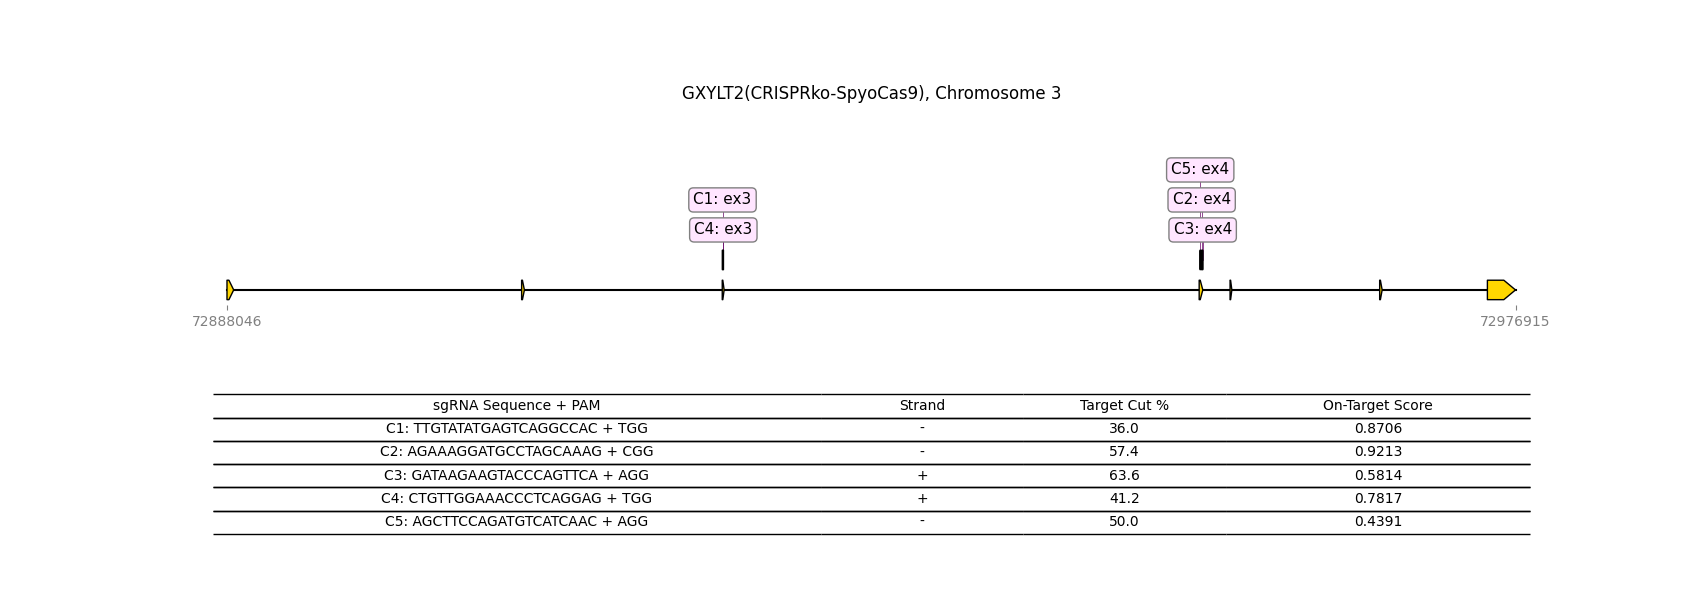 GXYLT2(CRISPRko-SpyoCas9), Chromosome 3
C5: ex4
C1: ex3 C2: ex4
C4: ex3 C3: ex4
72888046 72976915
sgRNA Sequence + PAM Strand Target Cut % On-Target Score
C1: TTGTATATGAGTCAGGCCAC + TGG - 36.0 0.8706
C2: AGAAAGGATGCCTAGCAAAG + CGG - 57.4 0.9213
C3: GATAAGAAGTACCCAGTTCA + AGG + 63.6 0.5814
C4: CTGTTGGAAACCCTCAGGAG + TGG + 41.2 0.7817
C5: AGCTTCCAGATGTCATCAAC + AGG - 50.0 0.4391